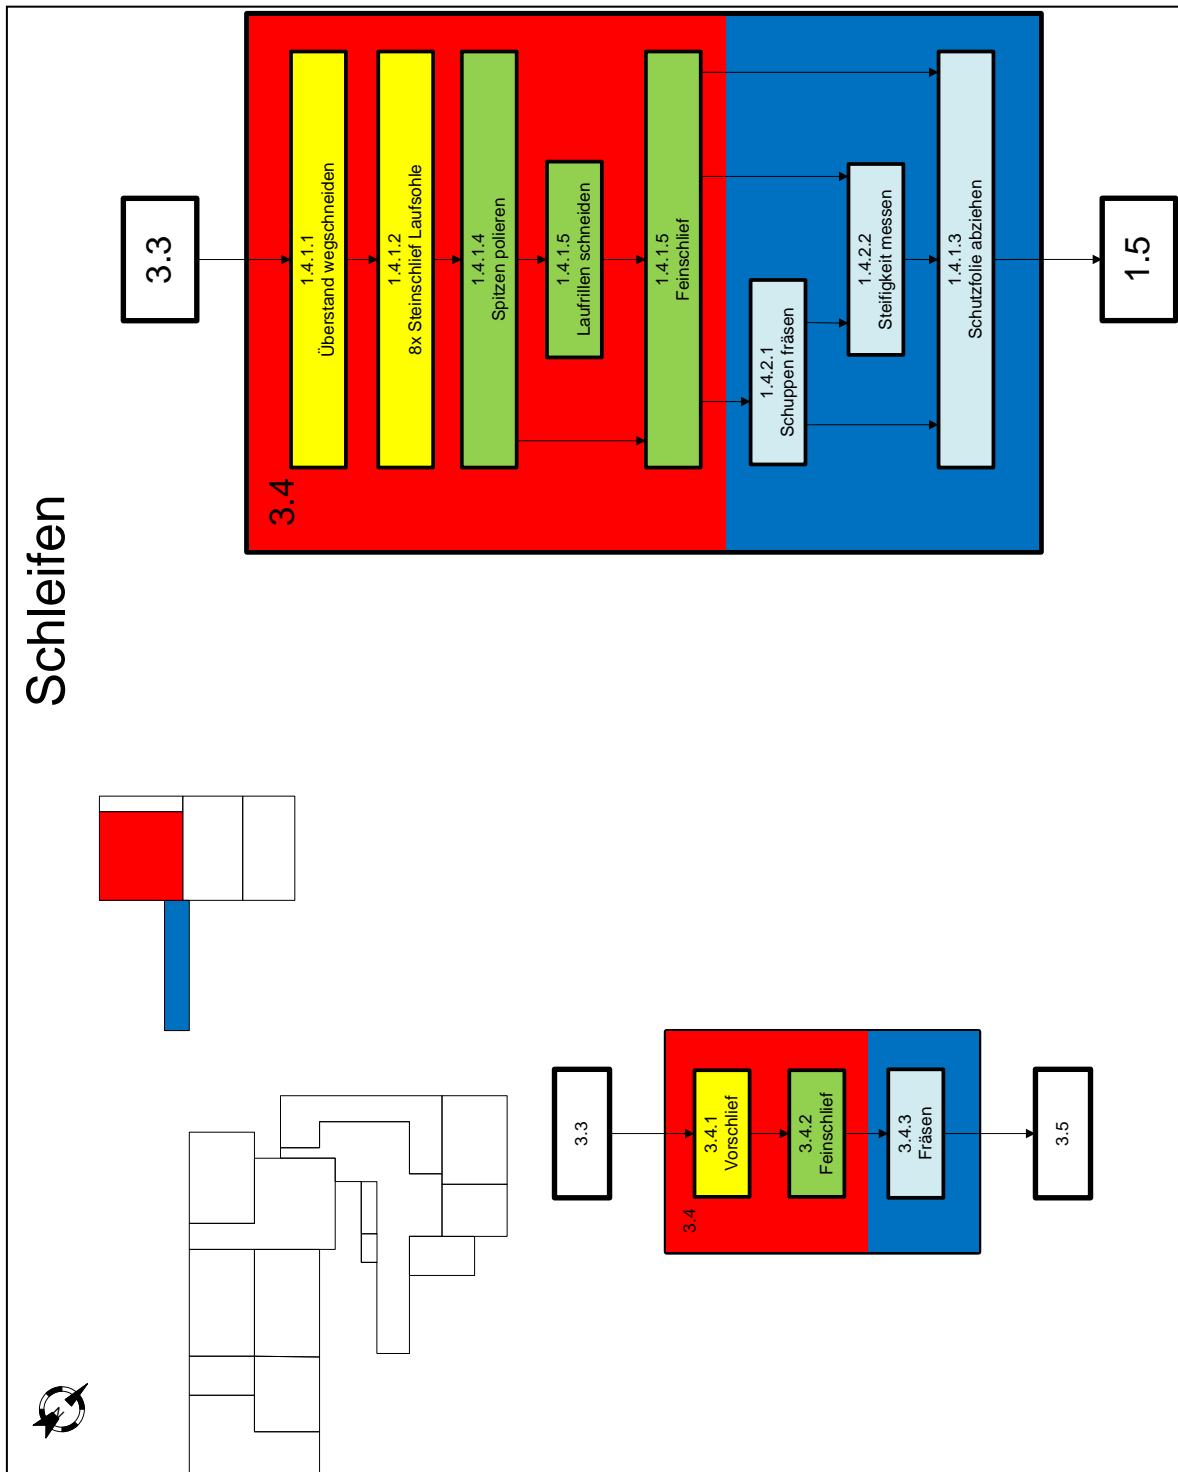 Schleifen
3.3
3.4
1.4.1.1
Überstand wegschneiden
1.4.1.2
8x Steinschlief Laufsohle
1.4.1.4
Spitzen polieren
1.4.1.5
Laufrillen schneiden
1.4.1.5
Feinschlief
1.4.2.1
Schuppen fräsen
1.4.2.2
Steifigkeit messen
1.4.1.3
Schutzfolie abziehen
1.5
3.3
3.4
3.4.1
Vorschlief
3.4.2
Feinschlief
3.4.3
Fräsen
3.5
N